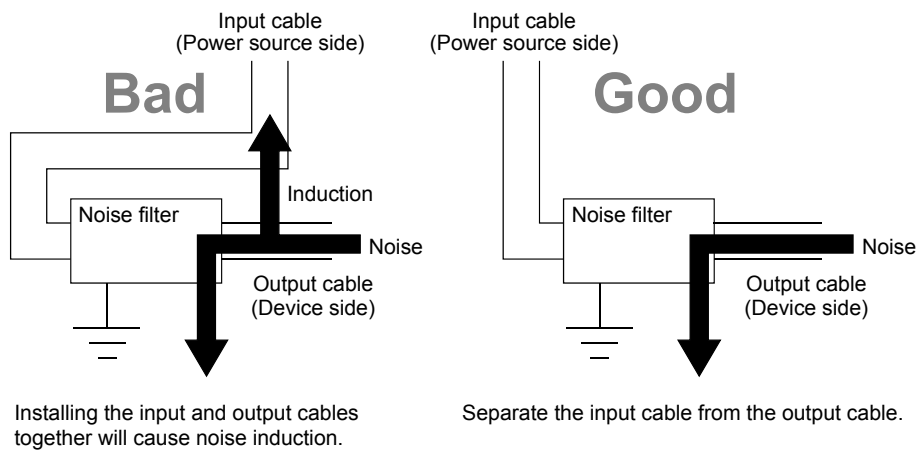 Input cable
(Power source side)
Bad
Induction
Noise filter
Noise
Output cable
(Device side)
Installing the input and output cables
together will cause noise induction.
Input cable
(Power source side)
Good
Noise filter
Noise
Output cable
(Device side)
Separate the input cable from the output cable.